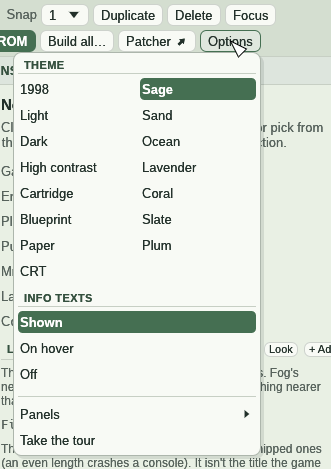 Snap 1 Duplicate Delete Focus
ROM Build all... Patcher Options
THEME
1998 Sage
Light Sand
Dark Ocean
High contrast Lavender
Cartridge Coral
Blueprint Slate
Paper Plum
CRT
INFO TEXTS
Shown
On hover
Off
Panels
Take the tour
or pick from
Look + Ad
s. Fog's
hing nearer
nipped ones
(an even length crashes a console). It isn't the title the game